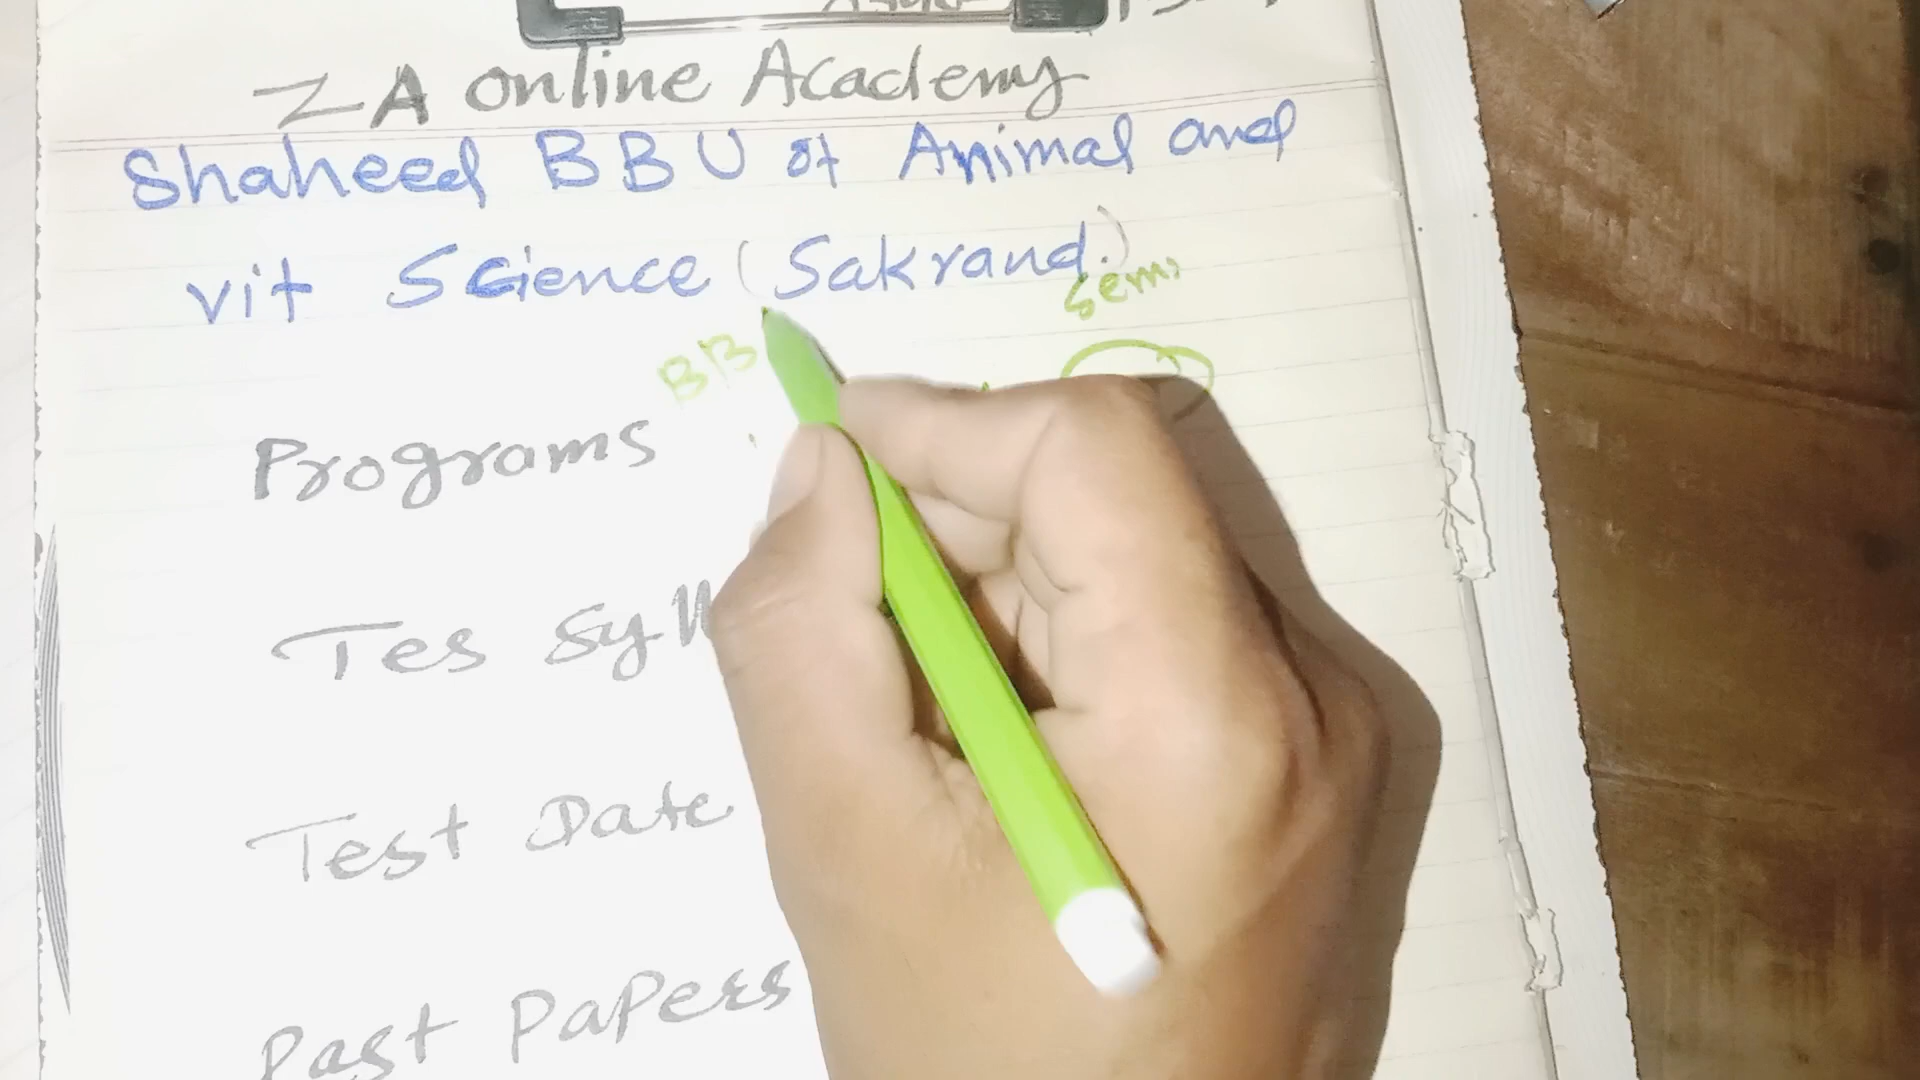 ZA online Academy
Shaheed BBU of Animal and
vit Science (Sakrand.)
Sem
BB
Programs
Tes Syll
Test Date
Past Papers